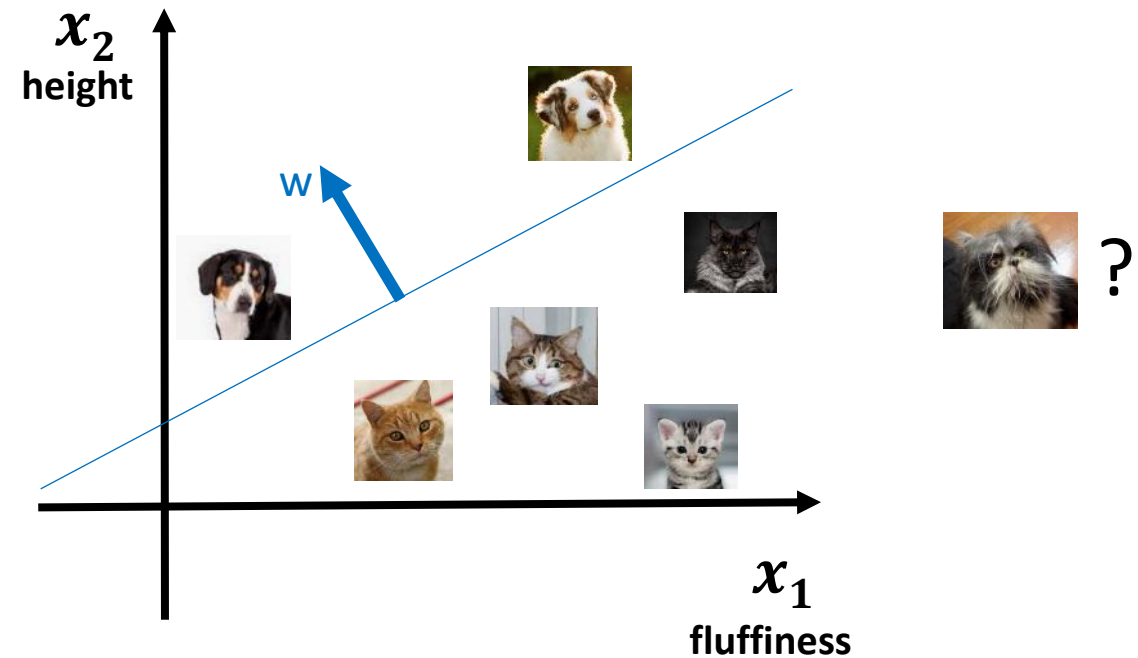 x₂
height
w
?
x₁
fluffiness